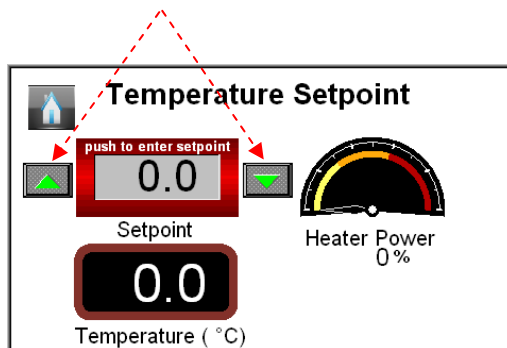 Temperature Setpoint
push to enter setpoint
0.0
Setpoint
Heater Power
0%
0.0
Temperature ( °C)